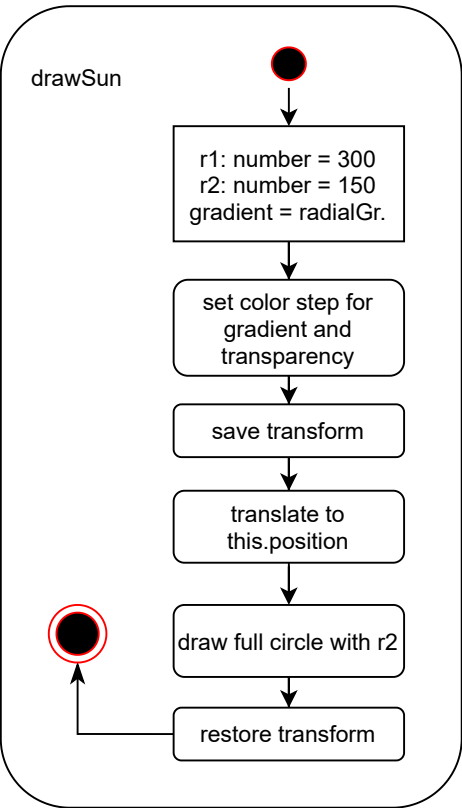 drawSun
r1: number = 300
r2: number = 150
gradient = radialGr.
set color step for
gradient and
transparency
save transform
translate to
this.position
draw full circle with r2
restore transform